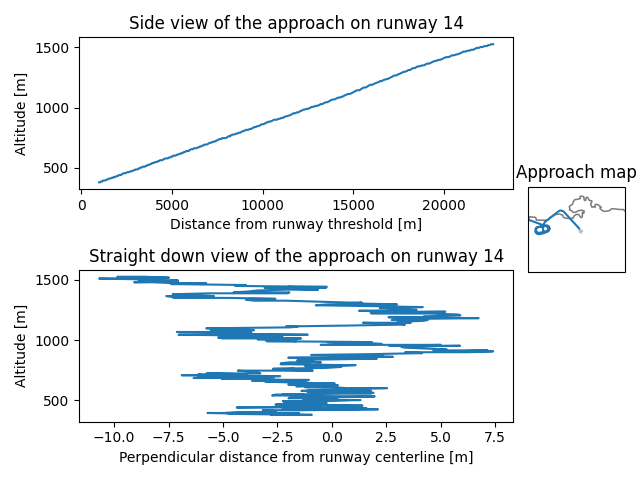 Side view of the approach on runway 14
1500
1000
500
Altitude [m]
0 5000 10000 15000 20000
Distance from runway threshold [m]
Approach map
Straight down view of the approach on runway 14
1500
1000
500
Altitude [m]
−10.0 −7.5 −5.0 −2.5 0.0 2.5 5.0 7.5
Perpendicular distance from runway centerline [m]